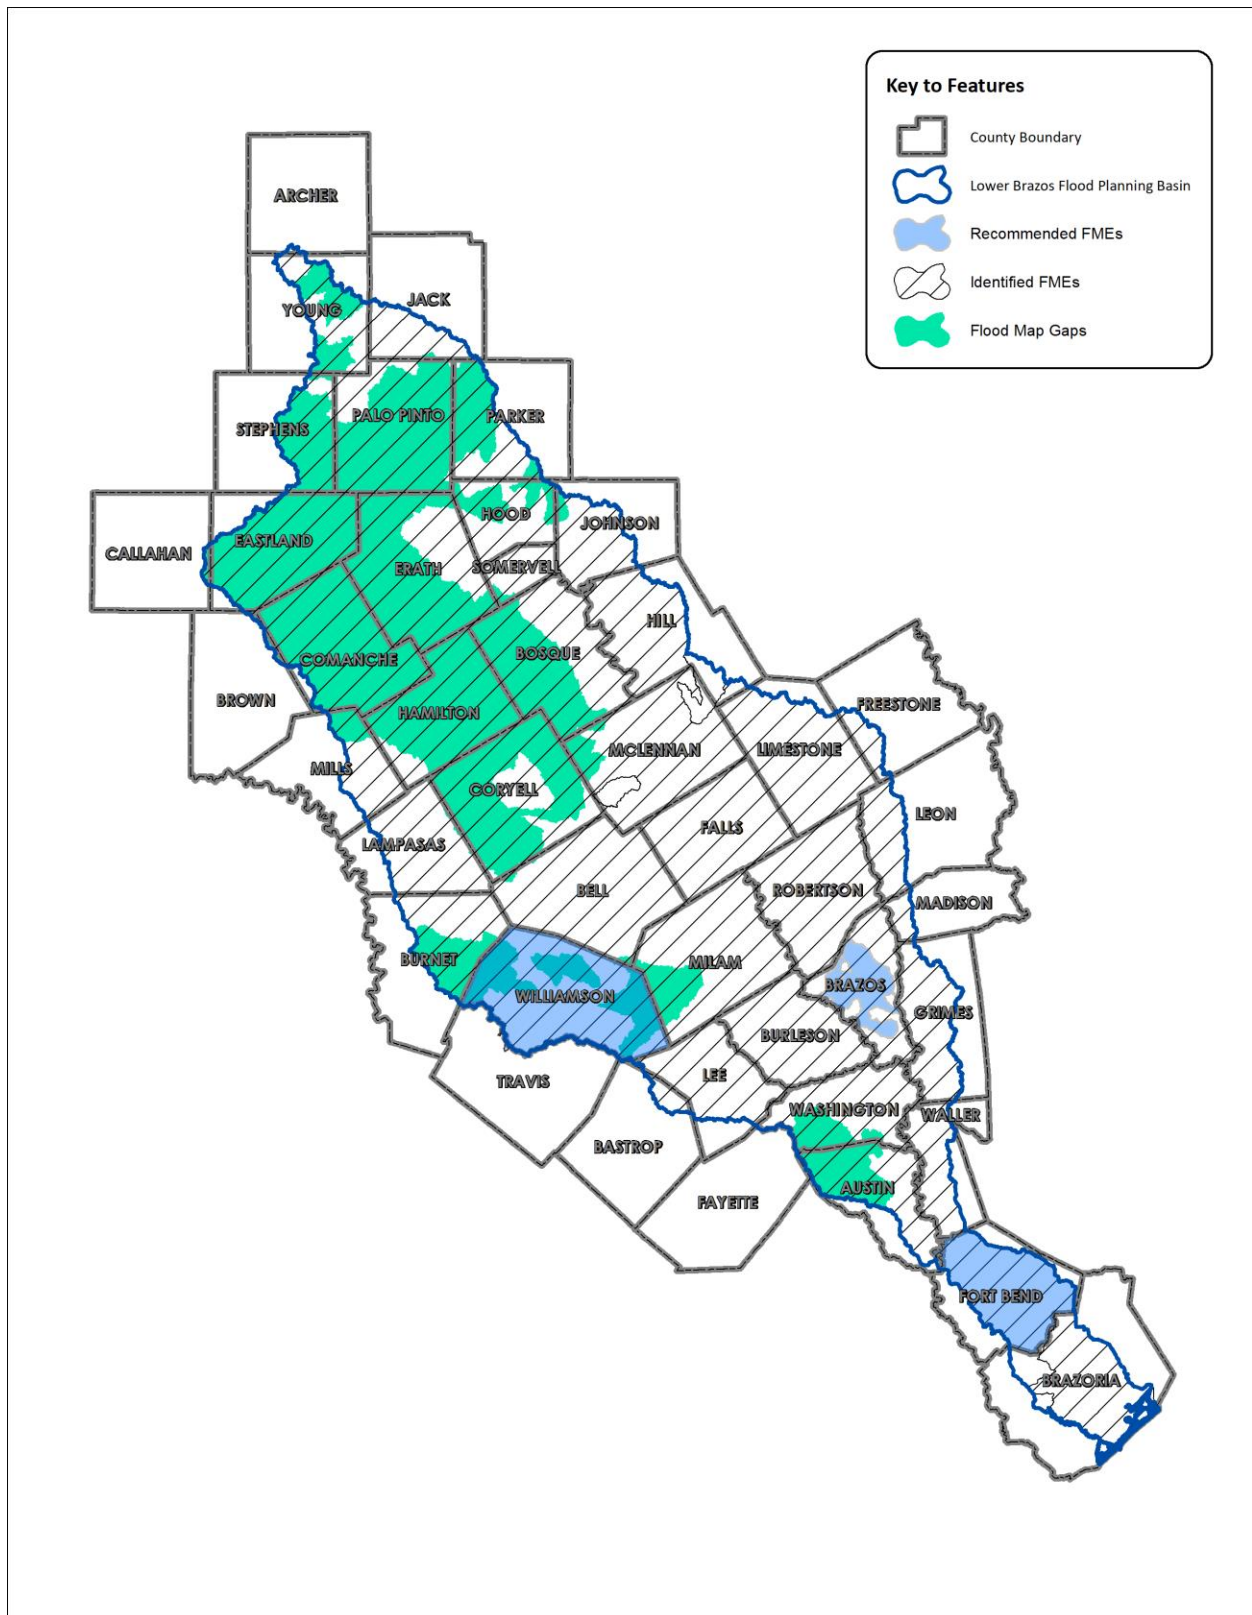 Key to Features
County Boundary
Lower Brazos Flood Planning Basin
Recommended FMEs
Identified FMEs
Flood Map Gaps
ARCHER
JACK
YOUNG
PALO PINTO
PARKER
STEPHENS
HOOD
JOHNSON
EASTLAND
CALLAHAN
ERATH
SOMERVELL
HILL
BOSQUE
COMANCHE
BROWN
FREESTONE
HAMILTON
MCLENNAN
LIMESTONE
MILLS
CORYELL
LEON
FALLS
LAMPASAS
BELL
ROBERTSON
MADISON
BURNET
MILAM
BRAZOS
WILLIAMSON
GRIMES
BURLESON
LEE
TRAVIS
WASHINGTON
WALLER
BASTROP
AUSTIN
FAYETTE
FORT BEND
BRAZORIA